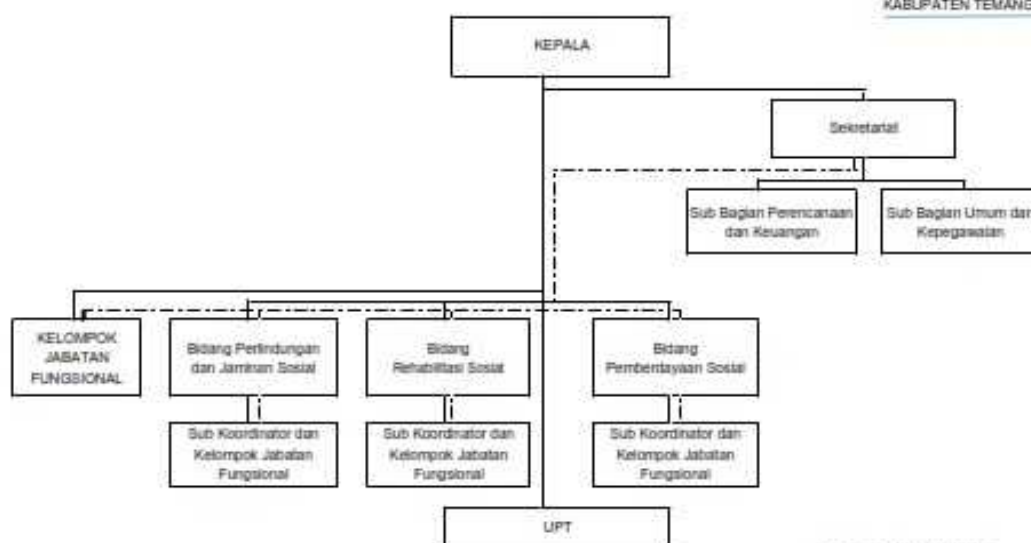 KABUPATEN TEMANG
KEPALA
Sekretariat
Sub Bagian Perencanaan
dan Keuangan
Sub Bagian Umum dan
Kepegawaian
KELOMPOK
JABATAN
FUNGSIONAL
Bidang Perlindungan
dan Jaminan Sosial
Bidang
Rehabilitasi Sosial
Bidang
Pemberdayaan Sosial
Sub Koordinator dan
Kelompok Jabatan
Fungsional
Sub Koordinator dan
Kelompok Jabatan
Fungsional
Sub Koordinator dan
Kelompok Jabatan
Fungsional
UPT